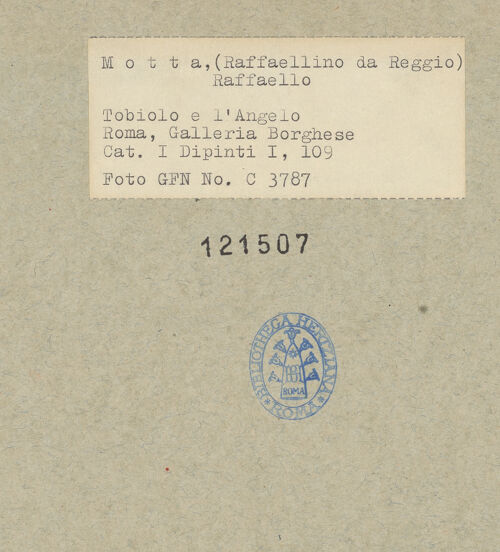 M o t t a,(Raffaellino da Reggio)
Raffaello
Tobiolo e l'Angelo
Roma, Galleria Borghese
Cat. I Dipinti I, 109
Foto GFN No. C 3787
121507
BIBLIOTHECA HERTZIANA
ROMA
* ROMA *